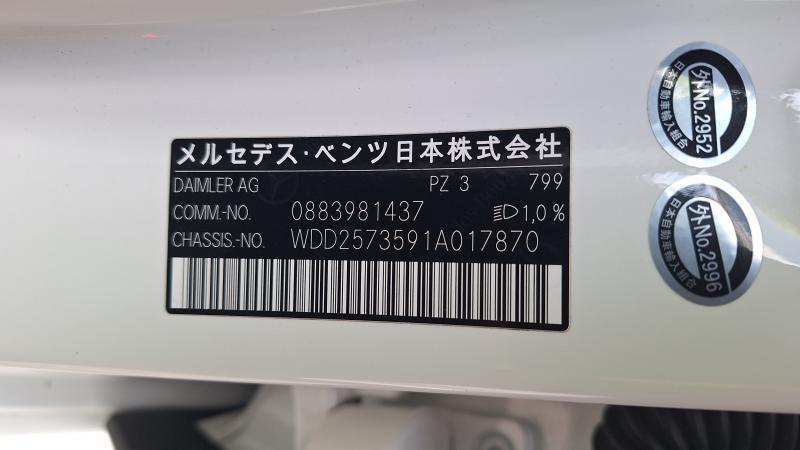 メルセデス・ベンツ日本株式会社
DAIMLER AG PZ 3 799
COMM.-NO. 0883981437 1,0 %
CHASSIS.-NO. WDD2573591A017870
外No.2952
日本自動車輸入組合
外No.2996
日本自動車輸入組合